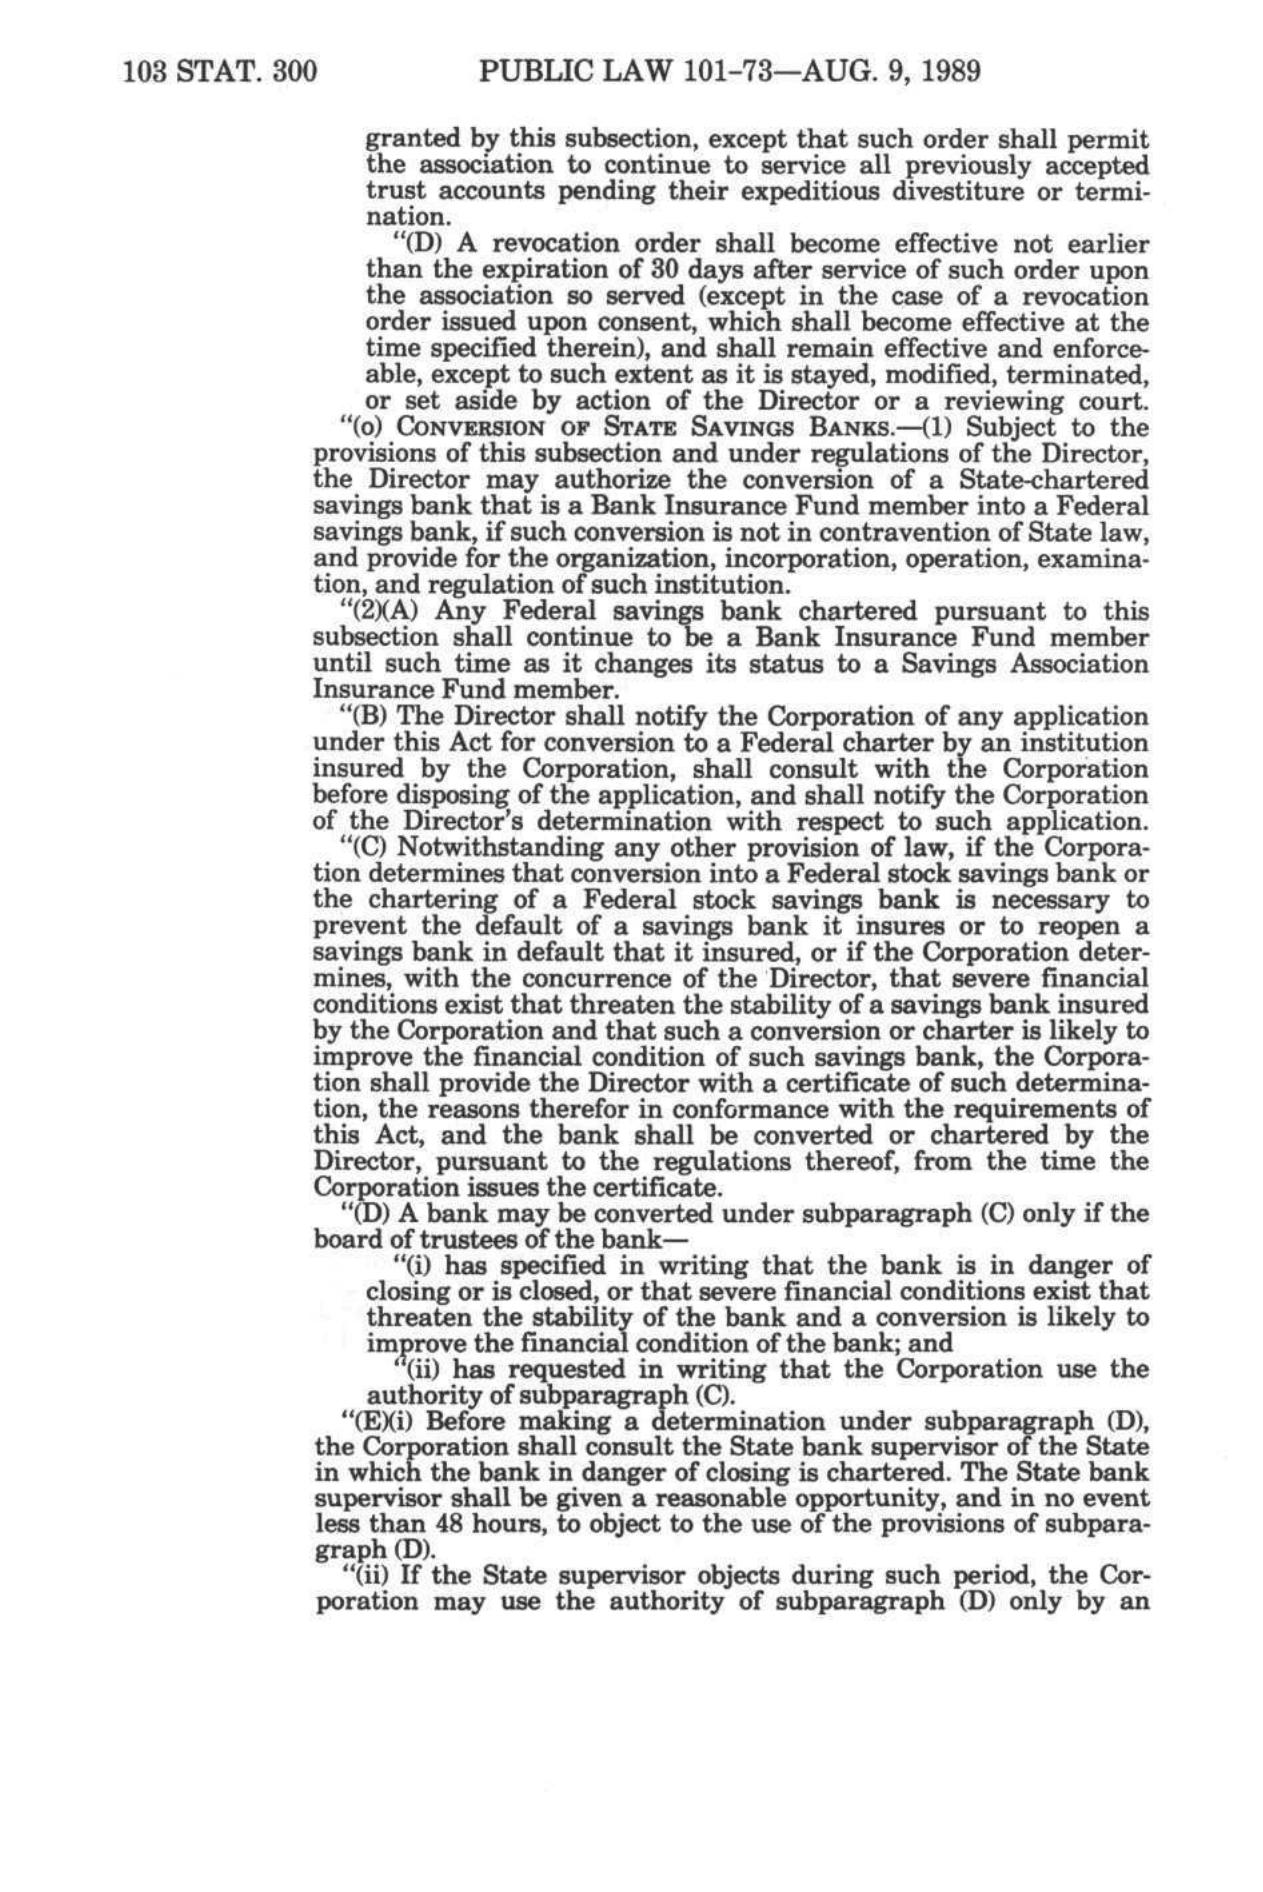 103 STAT. 300 PUBLIC LAW 101-73—AUG. 9, 1989
granted by this subsection, except that such order shall permit
the association to continue to service all previously accepted
trust accounts pending their expeditious divestiture or termi-
nation.
“(D) A revocation order shall become effective not earlier
than the expiration of 30 days after service of such order upon
the association so served (except in the case of a revocation
order issued upon consent, which shall become effective at the
time specified therein), and shall remain effective and enforce-
able, except to such extent as it is stayed, modified, terminated,
or set aside by action of the Director or a reviewing court.
“(o) CONVERSION OF STATE SAVINGS BANKS.—(1) Subject to the
provisions of this subsection and under regulations of the Director,
the Director may authorize the conversion of a State-chartered
savings bank that is a Bank Insurance Fund member into a Federal
savings bank, if such conversion is not in contravention of State law,
and provide for the organization, incorporation, operation, examina-
tion, and regulation of such institution.
“(2)(A) Any Federal savings bank chartered pursuant to this
subsection shall continue to be a Bank Insurance Fund member
until such time as it changes its status to a Savings Association
Insurance Fund member.
“(B) The Director shall notify the Corporation of any application
under this Act for conversion to a Federal charter by an institution
insured by the Corporation, shall consult with the Corporation
before disposing of the application, and shall notify the Corporation
of the Director's determination with respect to such application.
“(C) Notwithstanding any other provision of law, if the Corpora-
tion determines that conversion into a Federal stock savings bank or
the chartering of a Federal stock savings bank is necessary to
prevent the default of a savings bank it insures or to reopen a
savings bank in default that it insured, or if the Corporation deter-
mines, with the concurrence of the Director, that severe financial
conditions exist that threaten the stability of a savings bank insured
by the Corporation and that such a conversion or charter is likely to
improve the financial condition of such savings bank, the Corpora-
tion shall provide the Director with a certificate of such determina-
tion, the reasons therefor in conformance with the requirements of
this Act, and the bank shall be converted or chartered by the
Director, pursuant to the regulations thereof, from the time the
Corporation issues the certificate.
“(D) A bank may be converted under subparagraph (C) only if the
board of trustees of the bank—
“(i) has specified in writing that the bank is in danger of
closing or is closed, or that severe financial conditions exist that
threaten the stability of the bank and a conversion is likely to
improve the financial condition of the bank; and
“(ii) has requested in writing that the Corporation use the
authority of subparagraph (C).
“(E)(i) Before making a determination under subparagraph (D),
the Corporation shall consult the State bank supervisor of the State
in which the bank in danger of closing is chartered. The State bank
supervisor shall be given a reasonable opportunity, and in no event
less than 48 hours, to object to the use of the provisions of subpara-
graph (D).
“(ii) If the State supervisor objects during such period, the Cor-
poration may use the authority of subparagraph (D) only by an